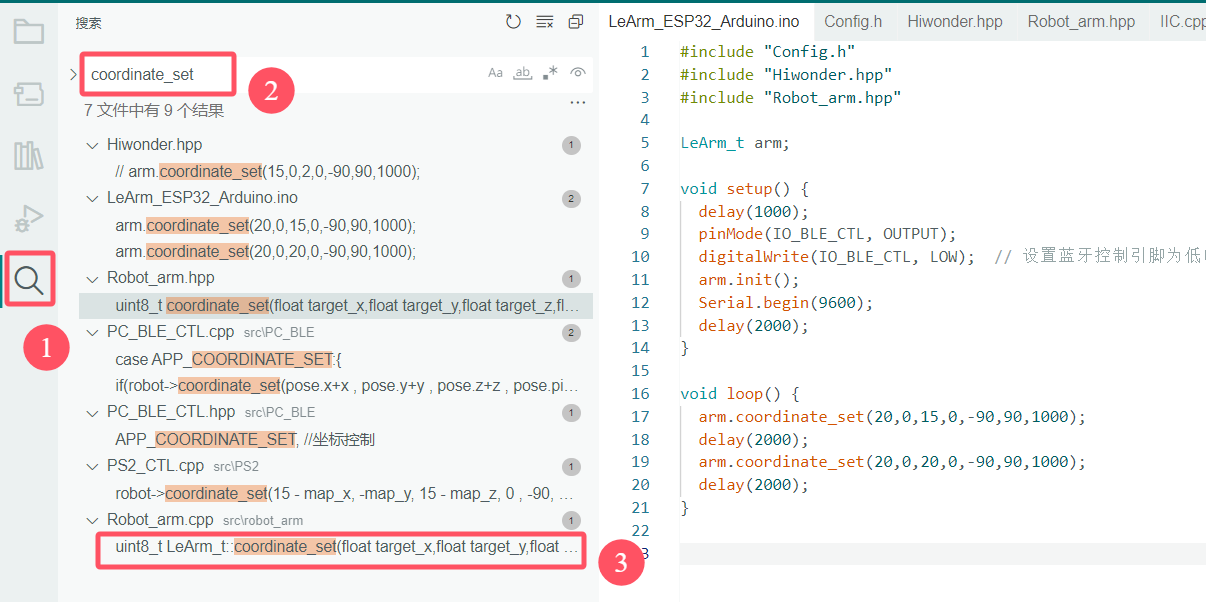 搜索
coordinate_set
Aa ab .*
2
7 文件中有 9 个结果
Hiwonder.hpp 1
// arm.coordinate_set(15,0,2,0,-90,90,1000);
LeArm_ESP32_Arduino.ino 2
arm.coordinate_set(20,0,15,0,-90,90,1000);
arm.coordinate_set(20,0,20,0,-90,90,1000);
Robot_arm.hpp 1
uint8_t coordinate_set(float target_x,float target_y,float target_z,fl…
1
PC_BLE_CTL.cpp src\PC_BLE 2
case APP_COORDINATE_SET:{
if(robot->coordinate_set(pose.x+x , pose.y+y , pose.z+z , pose.pi…
PC_BLE_CTL.hpp src\PC_BLE 1
APP_COORDINATE_SET, //坐标控制
PS2_CTL.cpp src\PS2 1
robot->coordinate_set(15 - map_x, -map_y, 15 - map_z, 0 , -90, …
Robot_arm.cpp src\robot_arm 1
uint8_t LeArm_t::coordinate_set(float target_x,float target_y,float …
3
LeArm_ESP32_Arduino.ino Config.h Hiwonder.hpp Robot_arm.hpp IIC.cpp
1 #include "Config.h"
2 #include "Hiwonder.hpp"
3 #include "Robot_arm.hpp"
4
5 LeArm_t arm;
6
7 void setup() {
8 delay(1000);
9 pinMode(IO_BLE_CTL, OUTPUT);
10 digitalWrite(IO_BLE_CTL, LOW); // 设置蓝牙控制引脚为低
11 arm.init();
12 Serial.begin(9600);
13 delay(2000);
14 }
15
16 void loop() {
17 arm.coordinate_set(20,0,15,0,-90,90,1000);
18 delay(2000);
19 arm.coordinate_set(20,0,20,0,-90,90,1000);
20 delay(2000);
21 }
22
3